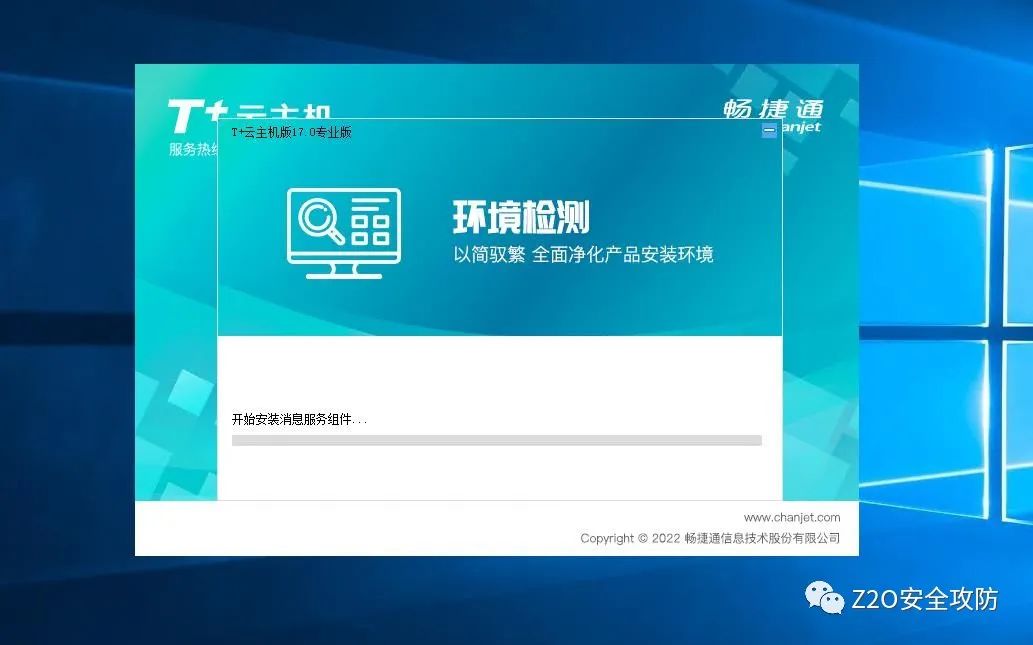 T+云主机
畅捷通
anjet
服务热
T+云主机版17.0专业版
环境检测
以简驭繁 全面净化产品安装环境
开始安装消息服务组件...
www.chanjet.com
Copyright © 2022 畅捷通信息技术股份有限公司
Z2O安全攻防